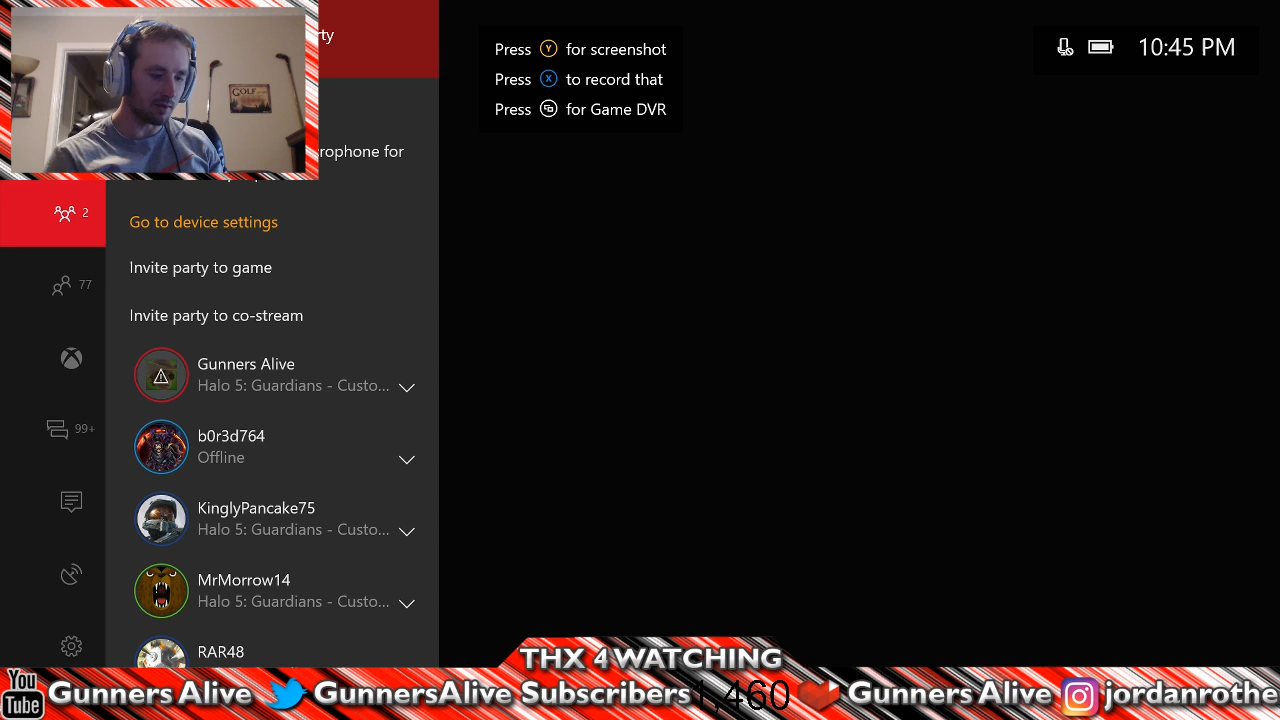 rty
Press Y for screenshot
Press X to record that
Press for Game DVR
10:45 PM
GOLF
rophone for
2
Go to device settings
77
Invite party to game
Invite party to co-stream
Gunners Alive
Halo 5: Guardians - Custo...
99+
b0r3d764
Offline
KinglyPancake75
Halo 5: Guardians - Custo...
MrMorrow14
Halo 5: Guardians - Custo...
RAR48
THX 4 WATCHING
You Tube Gunners Alive GunnersAlive Subscribers 1,460 Gunners Alive jordanrothe